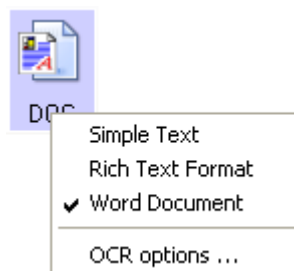 DOC
Simple Text
Rich Text Format
Word Document
OCR options ...